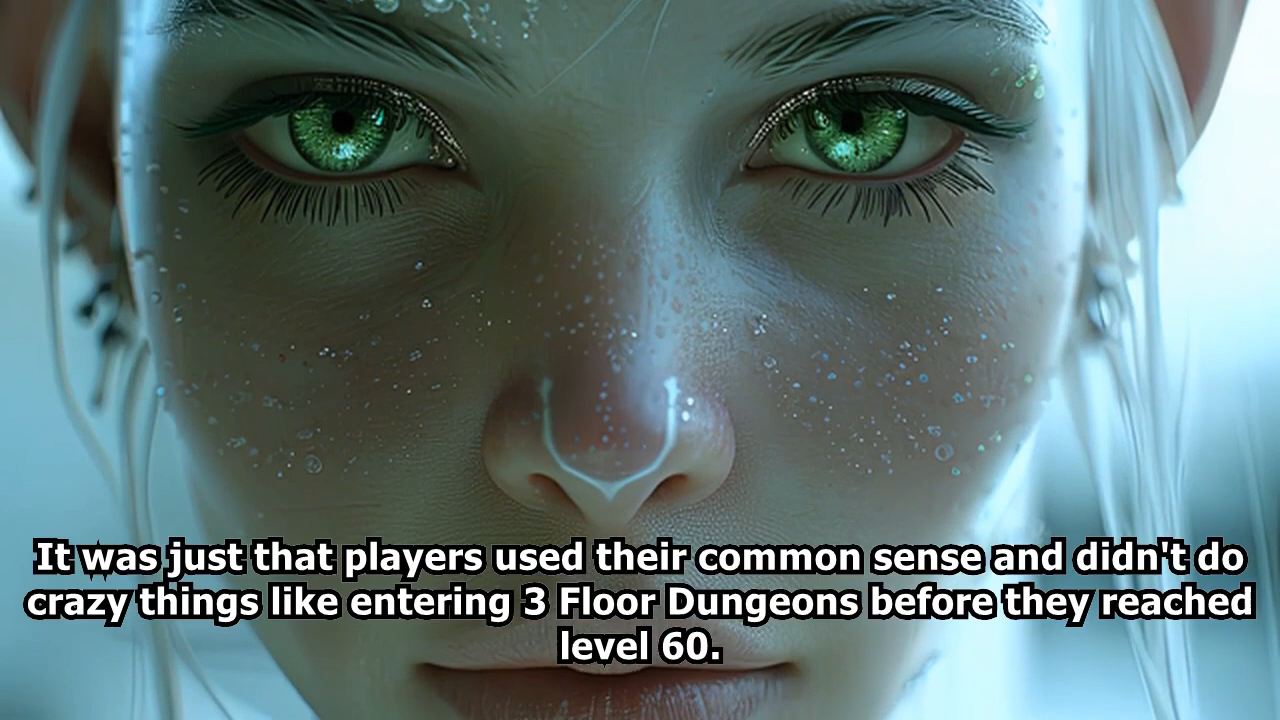 It was just that players used their common sense and didn't do
crazy things like entering 3 Floor Dungeons before they reached
level 60.